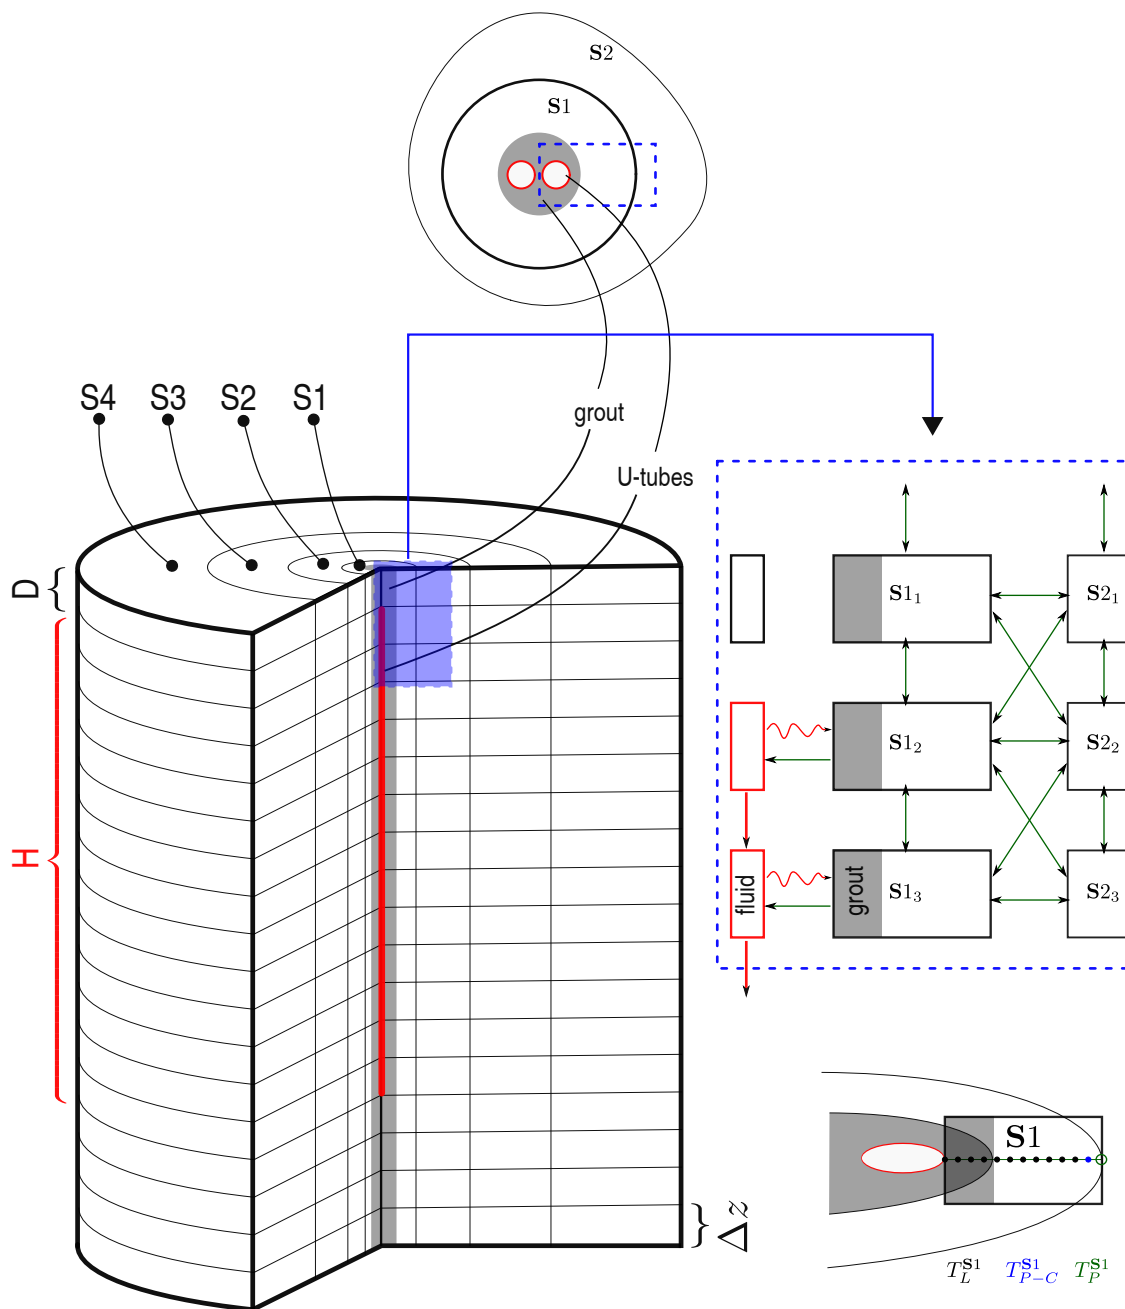 S2
S1
S4
S3
S2
S1
grout
U-tubes
D
H
S1₁
S2₁
S1₂
S2₂
fluid
grout
S1₃
S2₃
S1
Δz
T_L^{S1}
T_{P-C}^{S1}
T_P^{S1}